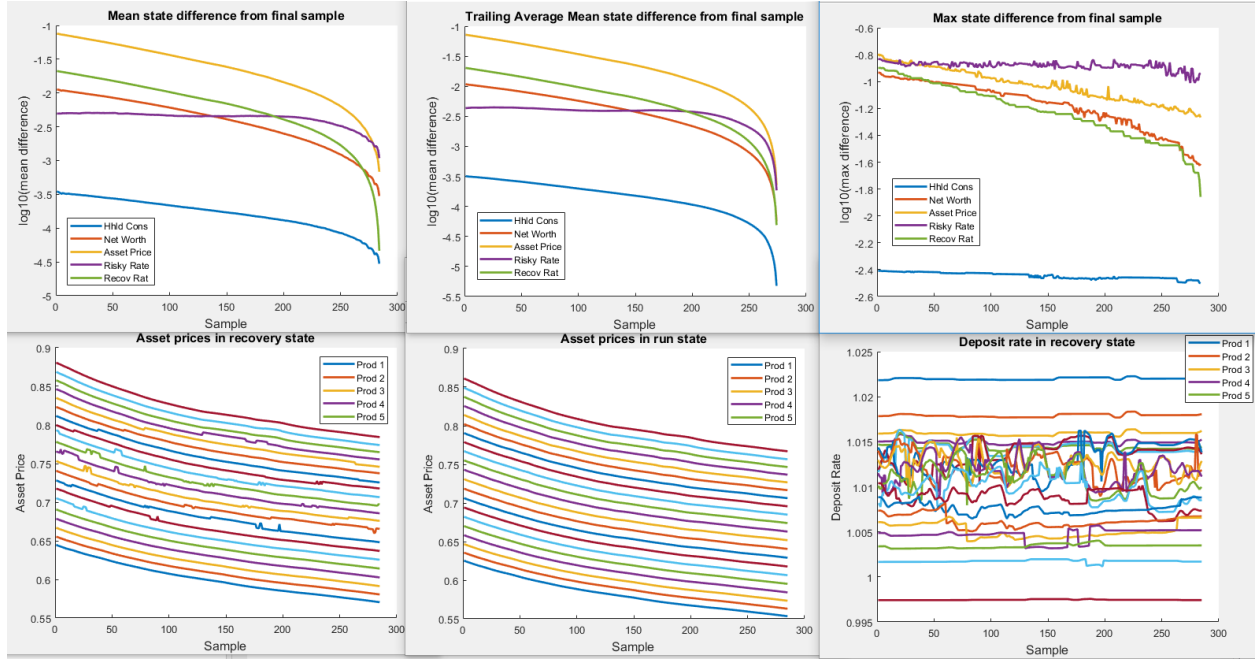 Mean state difference from final sample
-1
-1.5
-2
-2.5
-3
-3.5
-4
-4.5
-5
log10(mean difference)
Hhld Cons
Net Worth
Asset Price
Risky Rate
Recov Rat
0 50 100 150 200 250 300
Sample
Trailing Average Mean state difference from final sample
-1
-1.5
-2
-2.5
-3
-3.5
-4
-4.5
-5
-5.5
log10(mean difference)
Hhld Cons
Net Worth
Asset Price
Risky Rate
Recov Rat
0 50 100 150 200 250 300
Sample
Max state difference from final sample
-0.6
-0.8
-1
-1.2
-1.4
-1.6
-1.8
-2
-2.2
-2.4
-2.6
log10(max difference)
Hhld Cons
Net Worth
Asset Price
Risky Rate
Recov Rat
0 50 100 150 200 250 300
Sample
Asset prices in recovery state
0.9
0.85
0.8
0.75
0.7
0.65
0.6
0.55
Asset Price
Prod 1
Prod 2
Prod 3
Prod 4
Prod 5
0 50 100 150 200 250 300
Sample
Asset prices in run state
0.9
0.85
0.8
0.75
0.7
0.65
0.6
0.55
Asset Price
Prod 1
Prod 2
Prod 3
Prod 4
Prod 5
0 50 100 150 200 250 300
Sample
Deposit rate in recovery state
1.025
1.02
1.015
1.01
1.005
1
0.995
Deposit Rate
Prod 1
Prod 2
Prod 3
Prod 4
Prod 5
0 50 100 150 200 250 300
Sample